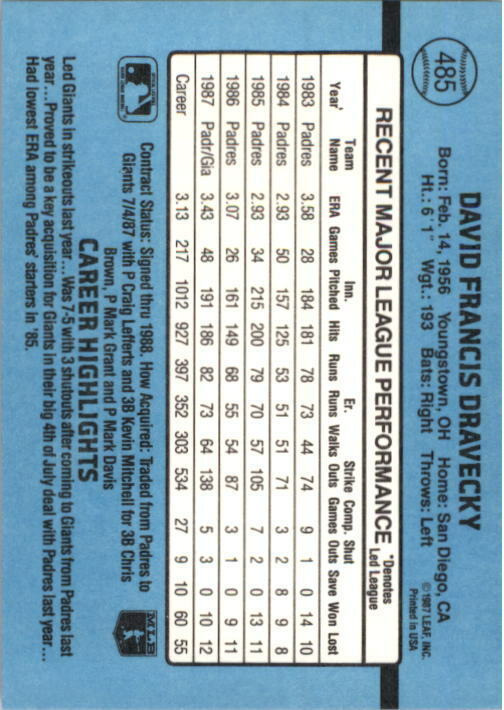 485
DAVID FRANCIS DRAVECKY
Born: Feb. 14, 1956 Youngstown, OH Home: San Diego, CA
Ht.: 6'1" Wgt.: 193 Bats: Right Throws: Left
©1987 LEAF, INC.
Printed in USA
RECENT MAJOR LEAGUE PERFORMANCE *Denotes Led League
Year Team Name ERA Games Inn. Pitched Hits Runs Er. Runs Walks Strike Outs Comp. Games Shut Outs Save Won Lost
1983 Padres 3.58 28 184 181 78 73 44 74 9 1 0 14 10
1984 Padres 2.93 50 157 125 53 51 51 71 3 2 8 9 8
1985 Padres 2.93 34 215 200 79 70 57 105 7 2 0 13 11
1986 Padres 3.07 26 161 149 68 55 54 87 3 1 0 9 11
1987 Padr/Gia 3.43 48 191 186 82 73 64 138 5 3 0 10 12
Career 3.13 217 1012 927 397 352 303 534 27 9 10 60 55
Contract Status: Signed thru 1988. How Acquired: Traded from Padres to
Giants 7/4/87 with P Craig Lefferts and 3B Kevin Mitchell for 3B Chris
Brown, P Mark Grant and P Mark Davis
MLB
CAREER HIGHLIGHTS
Led Giants in strikeouts last year... Was 7-5 with 3 shutouts after coming to Giants from Padres last
year... Proved to be a key acquisition for Giants in their big 4th of July deal with Padres last year...
Had lowest ERA among Padres' starters in '85.